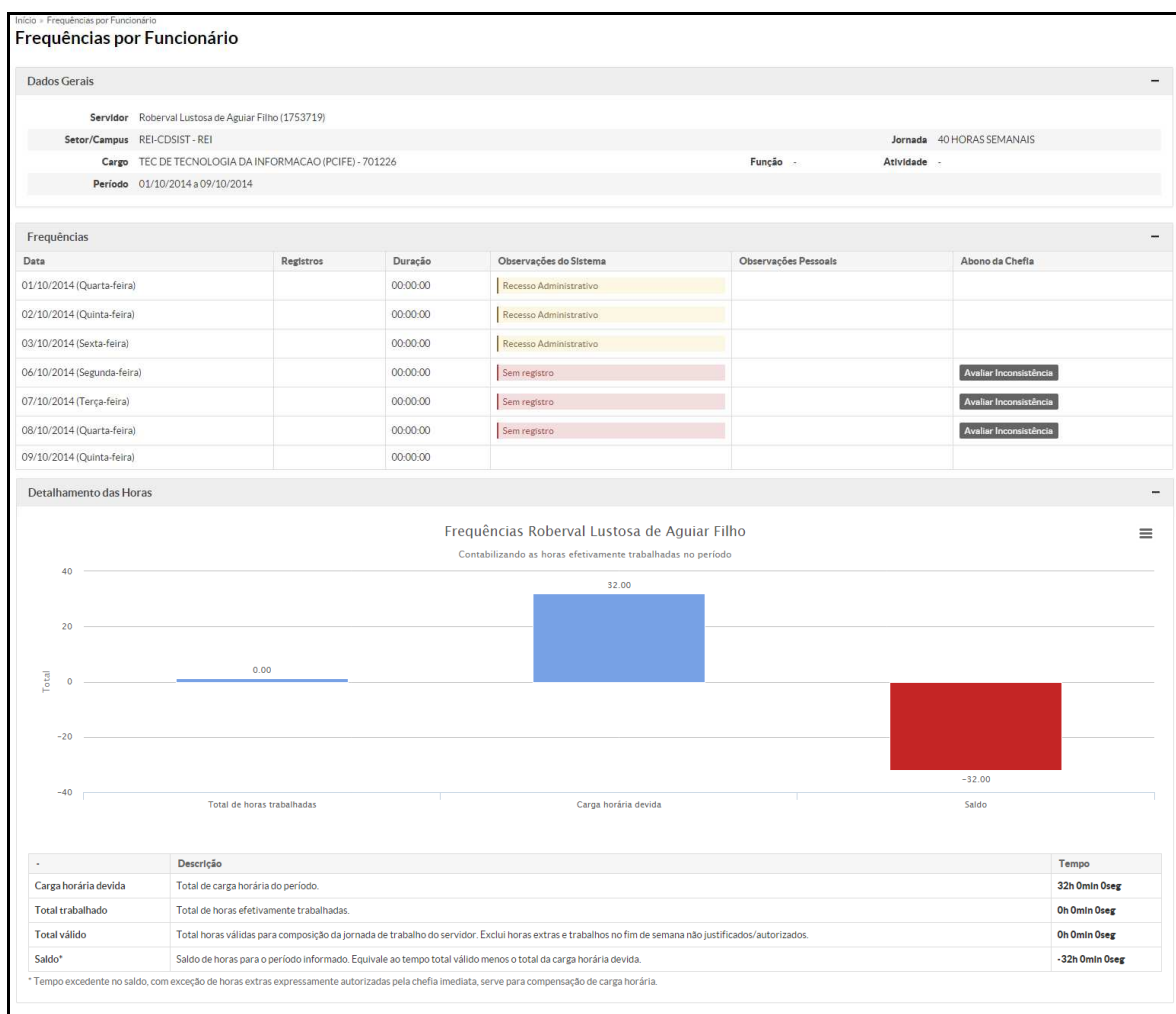 Início » Frequências por Funcionário
Frequências por Funcionário
Dados Gerais
Servidor Roberval Lustosa de Aguiar Filho (1753719)
Setor/Campus REI-CDSIST - REI Jornada 40 HORAS SEMANAIS
Cargo TEC DE TECNOLOGIA DA INFORMACAO (PCIFE) - 701226 Função - Atividade -
Período 01/10/2014 a 09/10/2014
Frequências
Data Registros Duração Observações do Sistema Observações Pessoais Abono da Chefia
01/10/2014 (Quarta-feira) 00:00:00 Recesso Administrativo
02/10/2014 (Quinta-feira) 00:00:00 Recesso Administrativo
03/10/2014 (Sexta-feira) 00:00:00 Recesso Administrativo
06/10/2014 (Segunda-feira) 00:00:00 Sem registro Avaliar Inconsistência
07/10/2014 (Terça-feira) 00:00:00 Sem registro Avaliar Inconsistência
08/10/2014 (Quarta-feira) 00:00:00 Sem registro Avaliar Inconsistência
09/10/2014 (Quinta-feira) 00:00:00
Detalhamento das Horas
Frequências Roberval Lustosa de Aguiar Filho
Contabilizando as horas efetivamente trabalhadas no período
40
32.00
20
0.00
Total
0
-20
-32.00
-40
Total de horas trabalhadas Carga horária devida Saldo
- Descrição Tempo
Carga horária devida Total de carga horária do período. 32h 0min 0seg
Total trabalhado Total de horas efetivamente trabalhadas. 0h 0min 0seg
Total válido Total horas válidas para composição da jornada de trabalho do servidor. Exclui horas extras e trabalhos no fim de semana não justificados/autorizados. 0h 0min 0seg
Saldo* Saldo de horas para o período informado. Equivale ao tempo total válido menos o total da carga horária devida. -32h 0min 0seg
* Tempo excedente no saldo, com exceção de horas extras expressamente autorizadas pela chefia imediata, serve para compensação de carga horária.